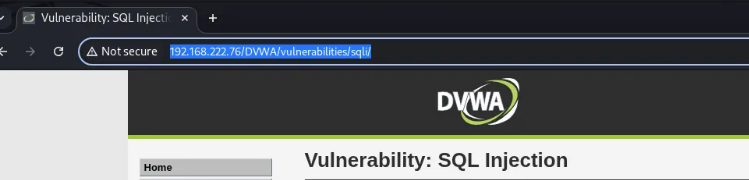 Vulnerability: SQL Injectio
Not secure 192.168.222.76/DVWA/vulnerabilities/sqli/
DVWA
Home
Vulnerability: SQL Injection